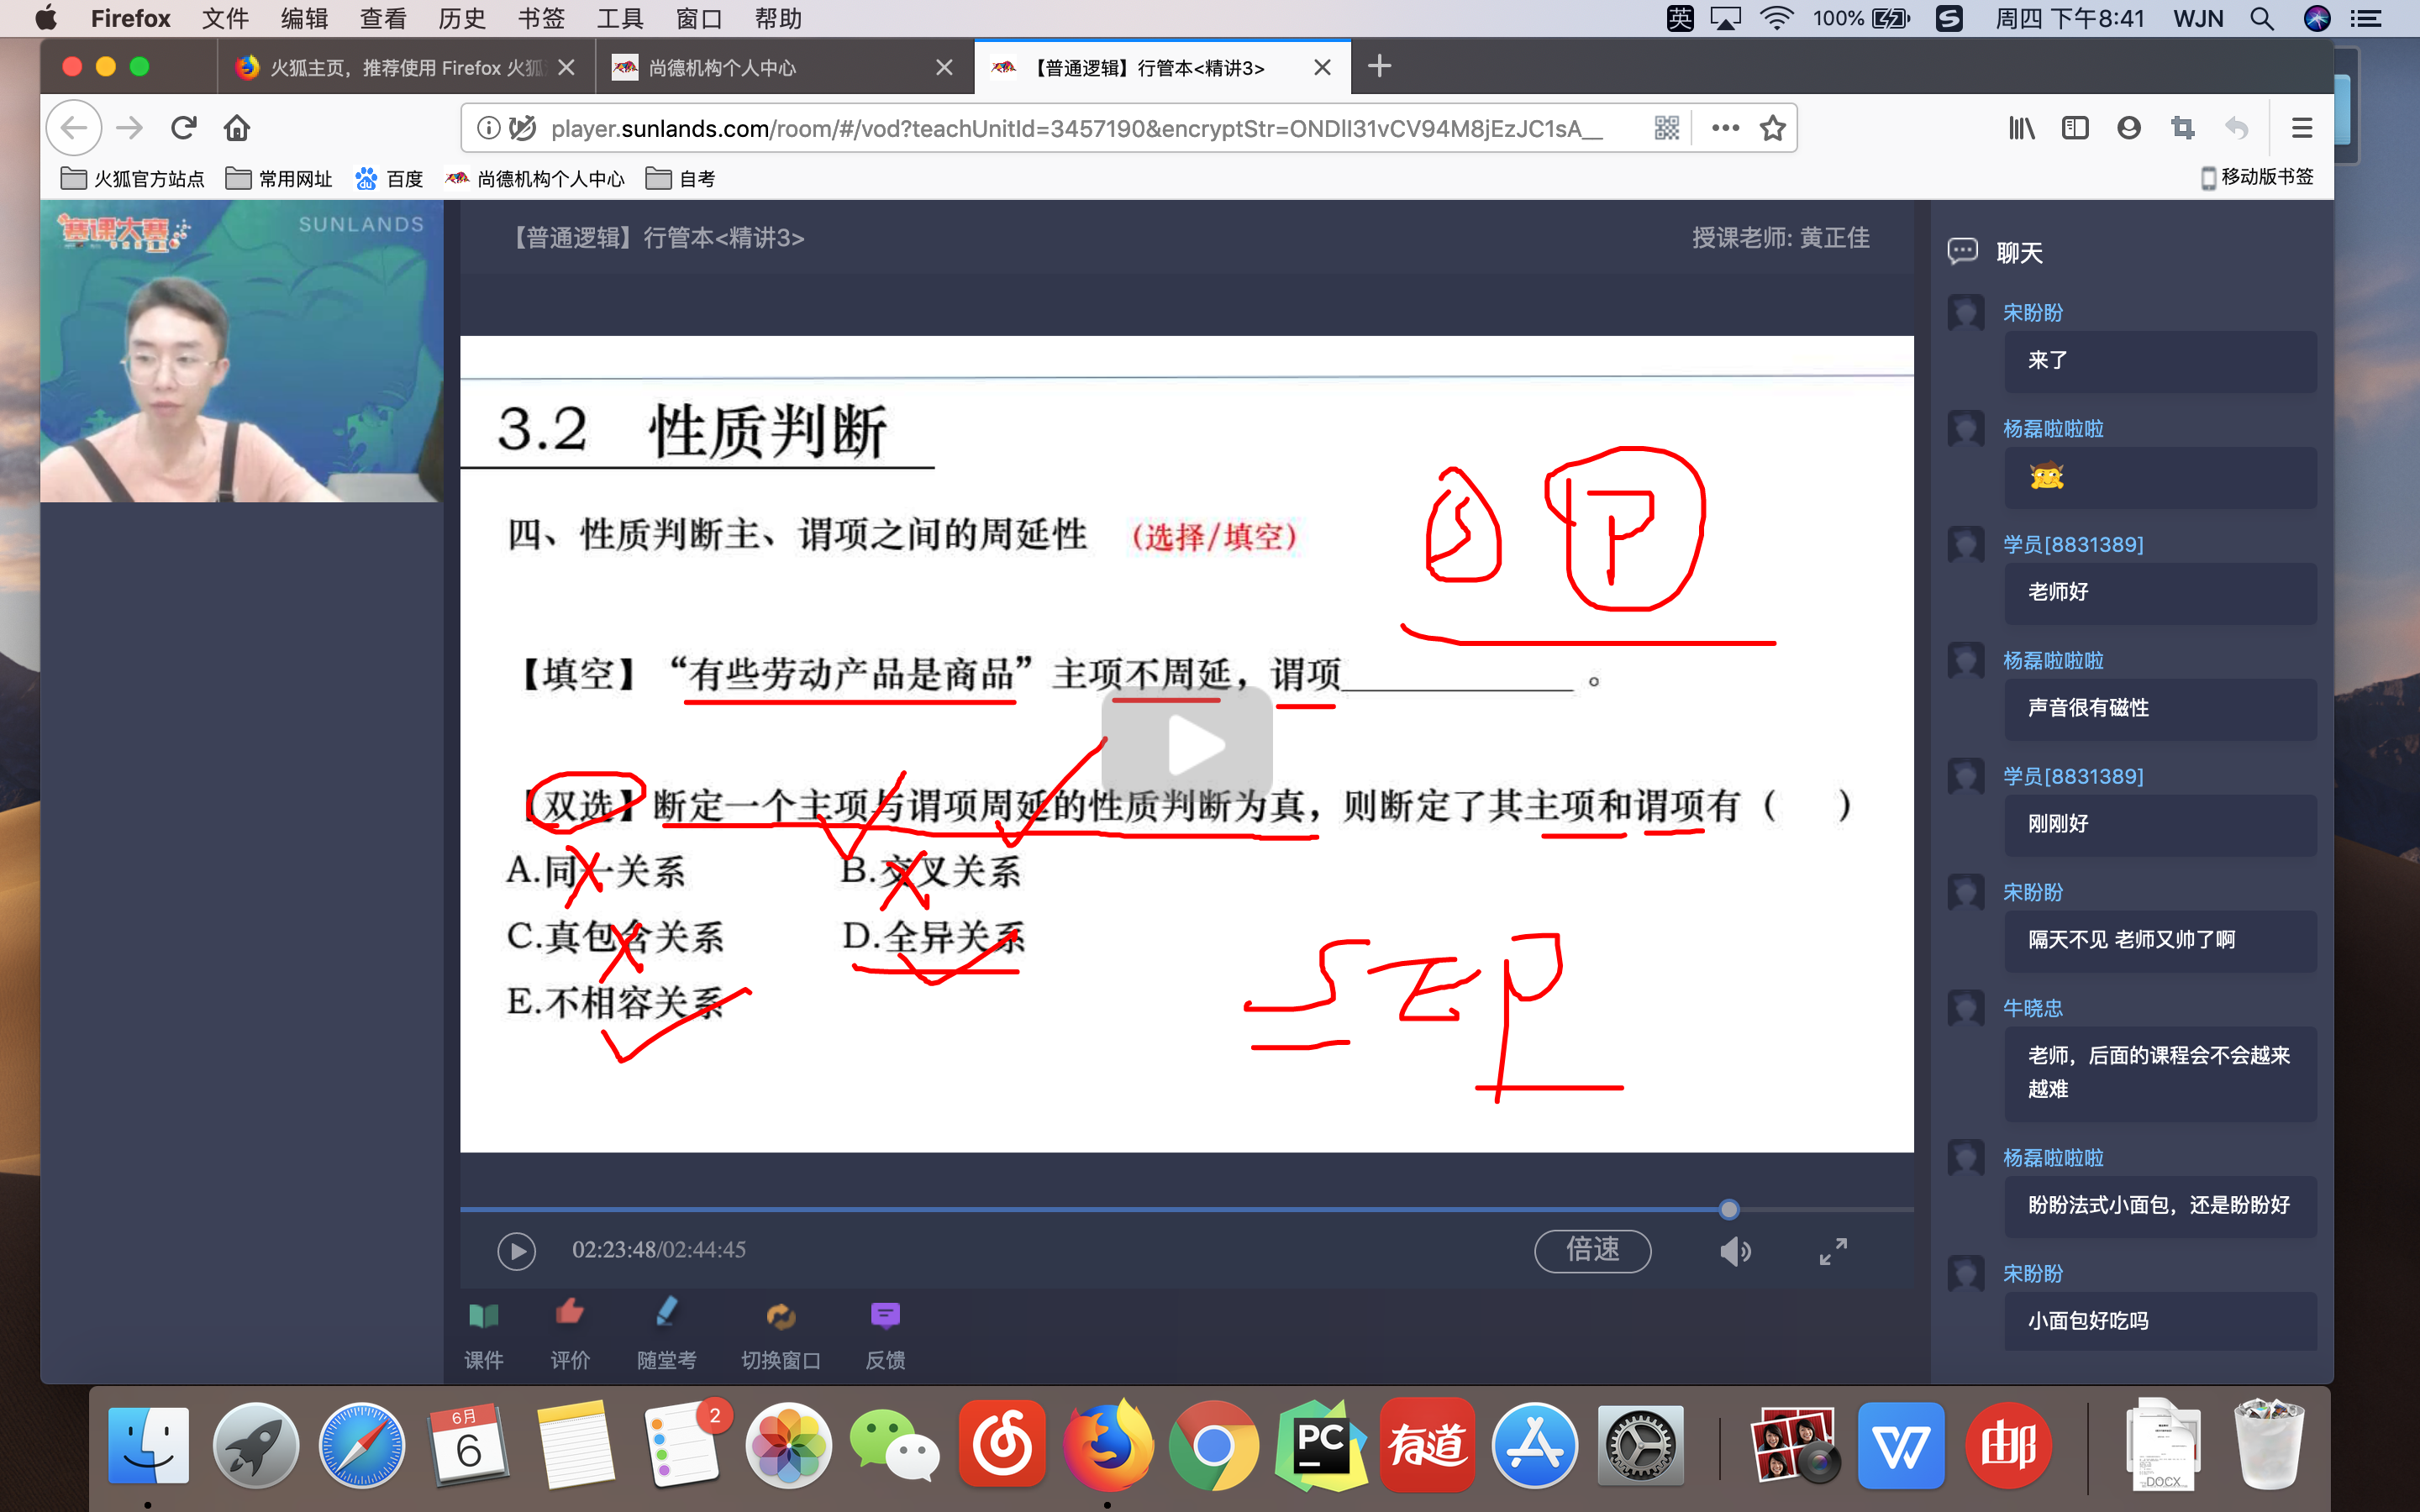 Firefox 文件 编辑 查看 历史 书签 工具 窗口 帮助 英 100% 周四 下午8:41 WJN
火狐主页，推荐使用 Firefox 火狐 尚德机构个人中心 【普通逻辑】行管本<精讲3>
player.sunlands.com/room/#/vod?teachUnitId=3457190&encryptStr=ONDlI31vCV94M8jEzJC1sA__
火狐官方站点 常用网址 百度 尚德机构个人中心 自考 移动版书签
赛课大赛 SUNLANDS
【普通逻辑】行管本<精讲3> 授课老师: 黄正佳
3.2 性质判断
四、性质判断主、谓项之间的周延性 （选择/填空）
S P
【填空】“有些劳动产品是商品”主项不周延，谓项____________。
【双选】断定一个主项与谓项周延的性质判断为真，则断定了其主项和谓项有（ ）
A.同一关系 B.交叉关系
C.真包含关系 D.全异关系
E.不相容关系
S E P
02:23:48/02:44:45 倍速
课件 评价 随堂考 切换窗口 反馈
聊天
宋盼盼
来了
杨磊啦啦啦
学员[8831389]
老师好
杨磊啦啦啦
声音很有磁性
学员[8831389]
刚刚好
宋盼盼
隔天不见 老师又帅了啊
牛晓忠
老师，后面的课程会不会越来
越难
杨磊啦啦啦
盼盼法式小面包，还是盼盼好
宋盼盼
小面包好吃吗
6月
6
2
PC
有道
W
邮
DOCX